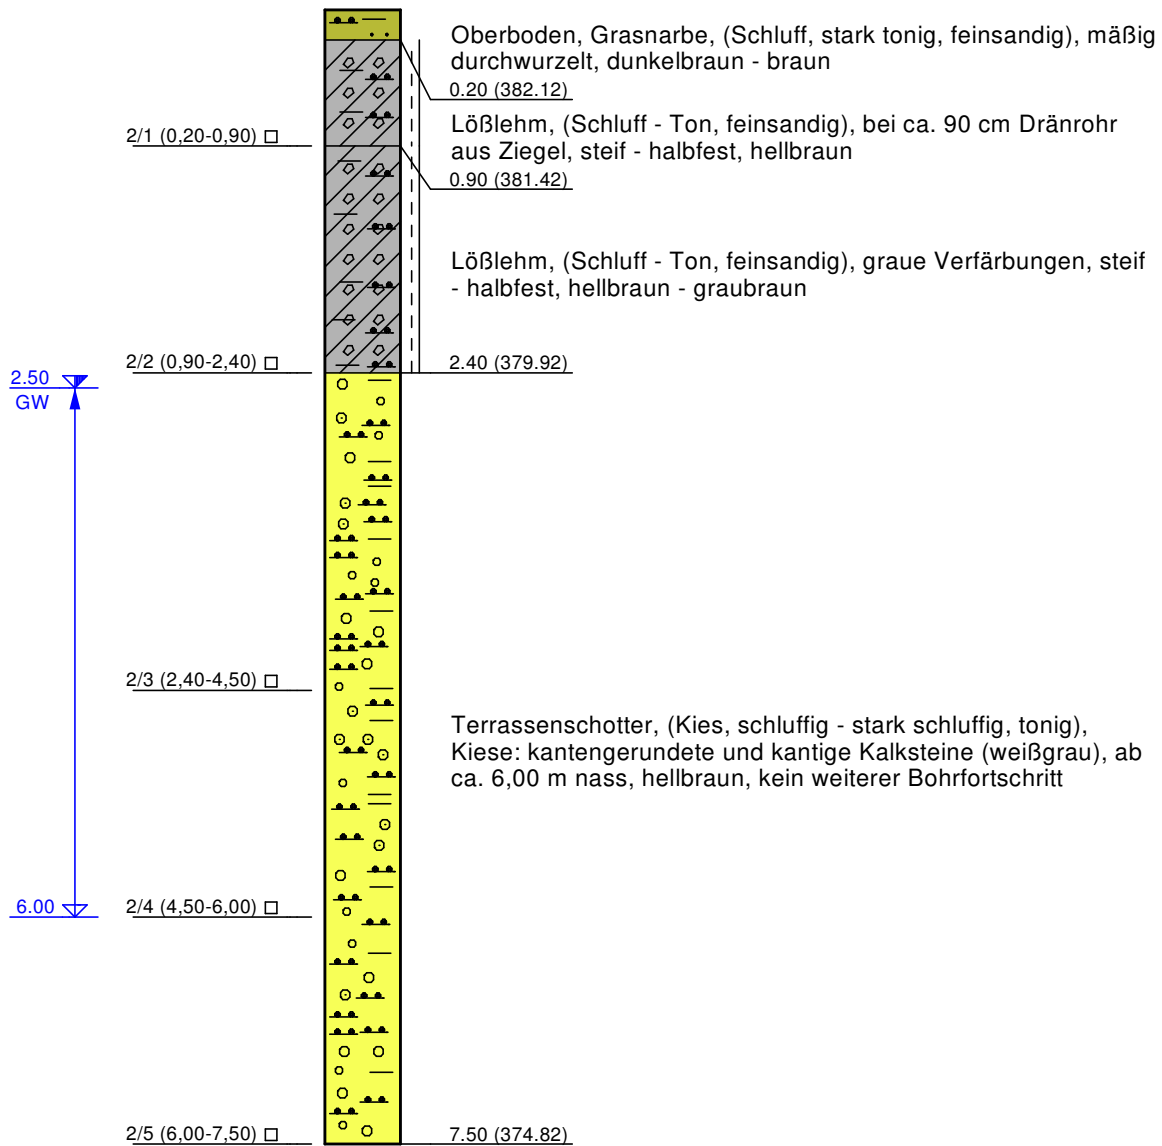 Oberboden, Grasnarbe, (Schluff, stark tonig, feinsandig), mäßig
durchwurzelt, dunkelbraun - braun
0.20 (382.12)
2/1 (0,20-0,90)
Lößlehm, (Schluff - Ton, feinsandig), bei ca. 90 cm Dränrohr
aus Ziegel, steif - halbfest, hellbraun
0.90 (381.42)
Lößlehm, (Schluff - Ton, feinsandig), graue Verfärbungen, steif
- halbfest, hellbraun - graubraun
2/2 (0,90-2,40)
2.40 (379.92)
2.50
GW
2/3 (2,40-4,50)
Terrassenschotter, (Kies, schluffig - stark schluffig, tonig),
Kiese: kantengerundete und kantige Kalksteine (weißgrau), ab
ca. 6,00 m nass, hellbraun, kein weiterer Bohrfortschritt
6.00
2/4 (4,50-6,00)
2/5 (6,00-7,50)
7.50 (374.82)